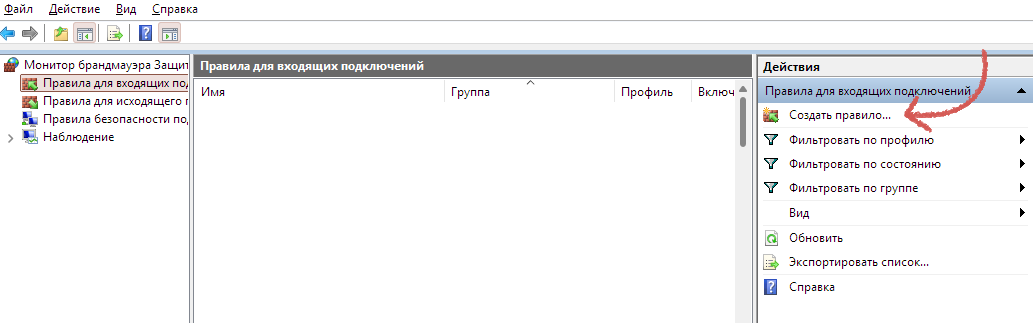 Файл Действие Вид Справка
Монитор брандмауэра Защит
Правила для входящих под
Правила для исходящего п
Правила безопасности по
Наблюдение
Правила для входящих подключений
Имя Группа Профиль Включ
Действия
Правила для входящих подключений
Создать правило...
Фильтровать по профилю
Фильтровать по состоянию
Фильтровать по группе
Вид
Обновить
Экспортировать список...
Справка